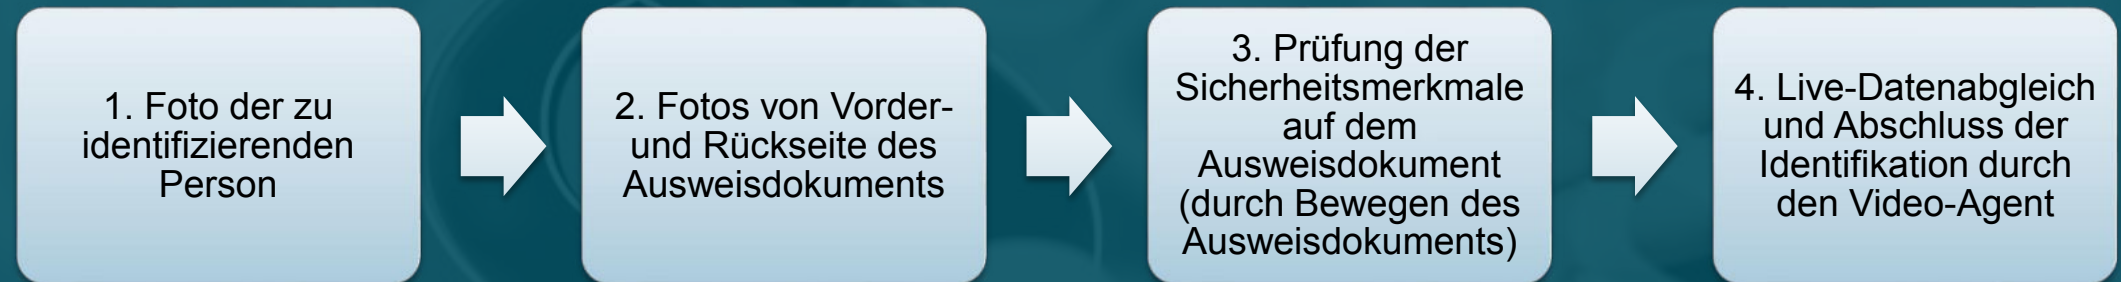 1. Foto der zu
identifizierenden
Person
2. Fotos von Vorder-
und Rückseite des
Ausweisdokuments
3. Prüfung der
Sicherheitsmerkmale
auf dem
Ausweisdokument
(durch Bewegen des
Ausweisdokuments)
4. Live-Datenabgleich
und Abschluss der
Identifikation durch
den Video-Agent